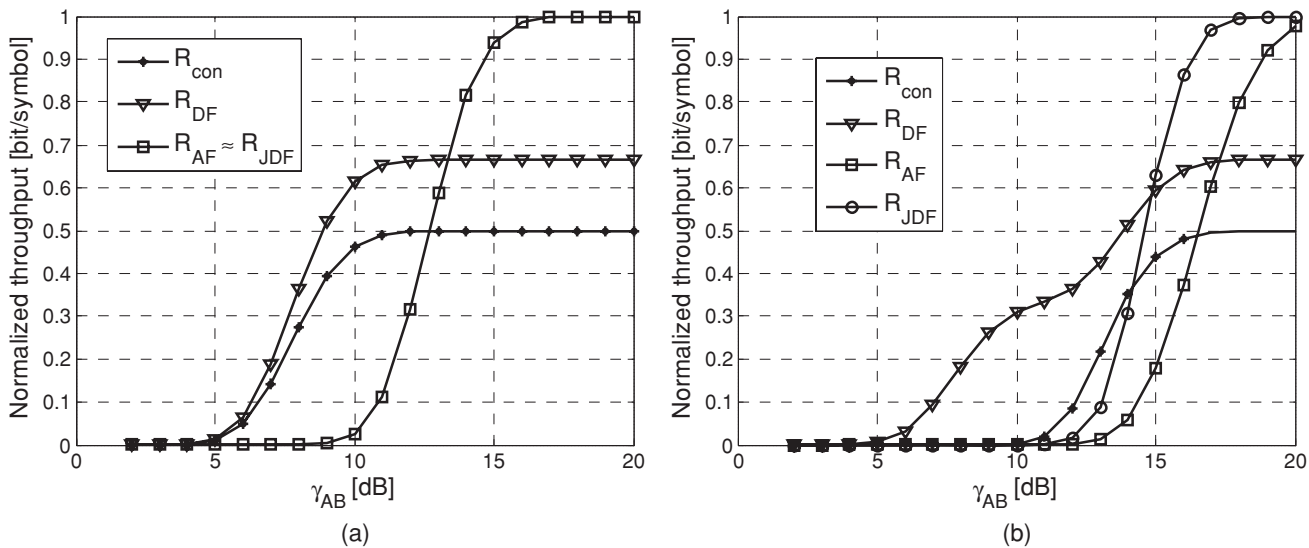 Normalized throughput [bit/symbol]
1
0.9
0.8
0.7
0.6
0.5
0.4
0.3
0.2
0.1
0
R_con
R_DF
R_AF ≈ R_JDF
0 5 10 15 20
γ_AB [dB]
(a)
Normalized throughput [bit/symbol]
1
0.9
0.8
0.7
0.6
0.5
0.4
0.3
0.2
0.1
0
R_con
R_DF
R_AF
R_JDF
0 5 10 15 20
γ_AB [dB]
(b)